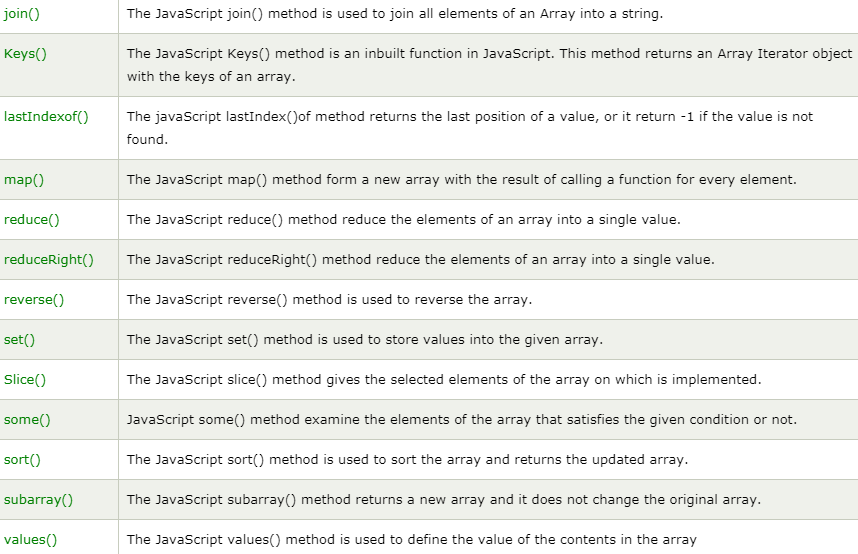 join() The JavaScript join() method is used to join all elements of an Array into a string.
Keys() The JavaScript Keys() method is an inbuilt function in JavaScript. This method returns an Array Iterator object
with the keys of an array.
lastIndexof() The javaScript lastIndex()of method returns the last position of a value, or it return -1 if the value is not
found.
map() The JavaScript map() method form a new array with the result of calling a function for every element.
reduce() The JavaScript reduce() method reduce the elements of an array into a single value.
reduceRight() The JavaScript reduceRight() method reduce the elements of an array into a single value.
reverse() The JavaScript reverse() method is used to reverse the array.
set() The JavaScript set() method is used to store values into the given array.
Slice() The JavaScript slice() method gives the selected elements of the array on which is implemented.
some() JavaScript some() method examine the elements of the array that satisfies the given condition or not.
sort() The JavaScript sort() method is used to sort the array and returns the updated array.
subarray() The JavaScript subarray() method returns a new array and it does not change the original array.
values() The JavaScript values() method is used to define the value of the contents in the array